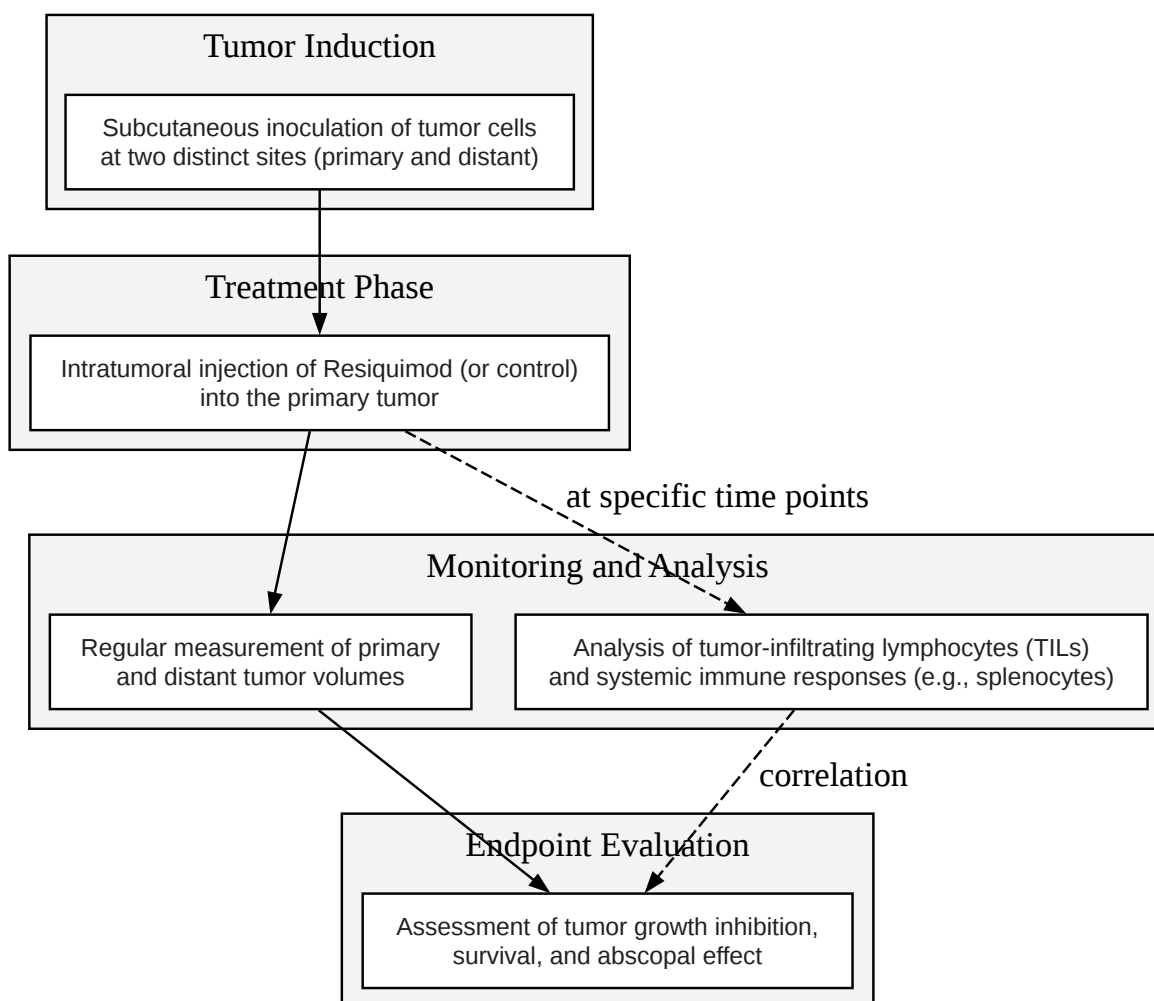 Tumor Induction
Subcutaneous inoculation of tumor cells
at two distinct sites (primary and distant)
Treatment Phase
Intratumoral injection of Resiquimod (or control)
into the primary tumor
at specific time points
Monitoring and Analysis
Regular measurement of primary
and distant tumor volumes
Analysis of tumor-infiltrating lymphocytes (TILs)
and systemic immune responses (e.g., splenocytes)
correlation
Endpoint Evaluation
Assessment of tumor growth inhibition,
survival, and abscopal effect